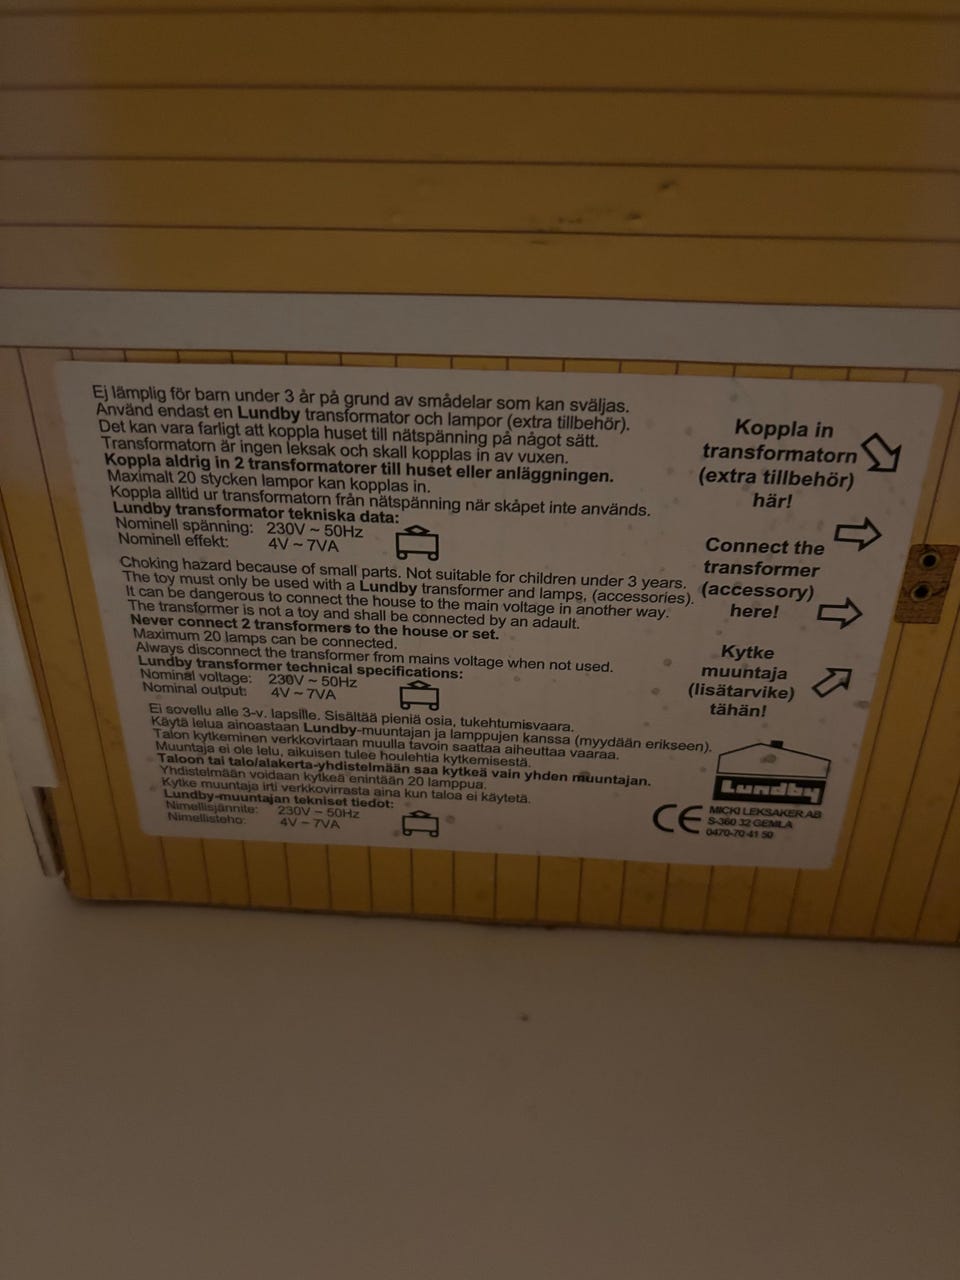 Ej lämplig för barn under 3 år på grund av smådelar som kan sväljas.
Använd endast en Lundby transformator och lampor (extra tillbehör).
Det kan vara farligt att koppla huset till nätspänning på något sätt.
Transformatorn är ingen leksak och skall kopplas in av vuxen.
Koppla aldrig in 2 transformatorer till huset eller anläggningen.
Maximalt 20 stycken lampor kan kopplas in.
Koppla alltid ur transformatorn från nätspänning när skåpet inte används.
Lundby transformator tekniska data:
Nominell spänning: 230V ~ 50Hz
Nominell effekt: 4V ~ 7VA
Choking hazard because of small parts. Not suitable for children under 3 years.
The toy must only be used with a Lundby transformer and lamps, (accessories).
It can be dangerous to connect the house to the main voltage in another way.
The transformer is not a toy and shall be connected by an adault.
Never connect 2 transformers to the house or set.
Maximum 20 lamps can be connected.
Always disconnect the transformer from mains voltage when not used.
Lundby transformer technical specifications:
Nominal voltage: 230V ~ 50Hz
Nominal output: 4V ~ 7VA
Ei sovellu alle 3-v. lapsille. Sisältää pieniä osia, tukehtumisvaara.
Käytä lelua ainoastaan Lundby-muuntajan ja lamppujen kanssa (myydään erikseen).
Talon kytkeminen verkkovirtaan muulla tavoin saattaa aiheuttaa vaaraa.
Muuntaja ei ole lelu, aikuisen tulee houlehtia kytkemisestä.
Taloon tai talo/alakerta-yhdistelmään saa kytkeä vain yhden muuntajan.
Yhdistelmään voidaan kytkeä enintään 20 lamppua.
Kytke muuntaja irti verkkovirrasta aina kun taloa ei käytetä.
Lundby-muuntajan tekniset tiedot:
Nimellisjännite: 230V ~ 50Hz
Nimellisteho: 4V ~ 7VA
Koppla in
transformatorn
(extra tillbehör)
här!
Connect the
transformer
(accessory)
here!
Kytke
muuntaja
(lisätarvike)
tähän!
Lundby
CE
MICKI LEKSAKER AB
S-360 32 GEMLA
0470-70 41 50